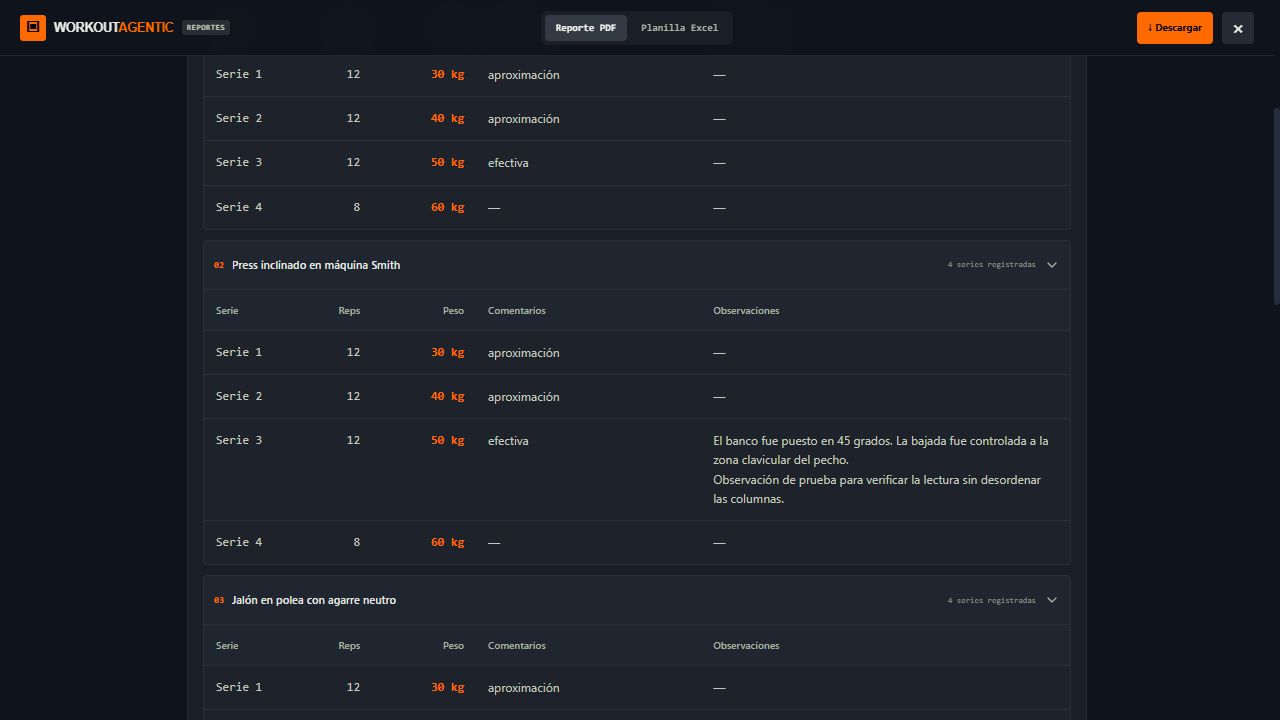 WORKOUTAGENTIC REPORTES Reporte PDF Planilla Excel ↓ Descargar ×
Serie 1 12 30 kg aproximación —
Serie 2 12 40 kg aproximación —
Serie 3 12 50 kg efectiva —
Serie 4 8 60 kg — —
02 Press inclinado en máquina Smith 4 series registradas
Serie Reps Peso Comentarios Observaciones
Serie 1 12 30 kg aproximación —
Serie 2 12 40 kg aproximación —
Serie 3 12 50 kg efectiva El banco fue puesto en 45 grados. La bajada fue controlada a la
zona clavicular del pecho.
Observación de prueba para verificar la lectura sin desordenar
las columnas.
Serie 4 8 60 kg — —
03 Jalón en polea con agarre neutro 4 series registradas
Serie Reps Peso Comentarios Observaciones
Serie 1 12 30 kg aproximación —